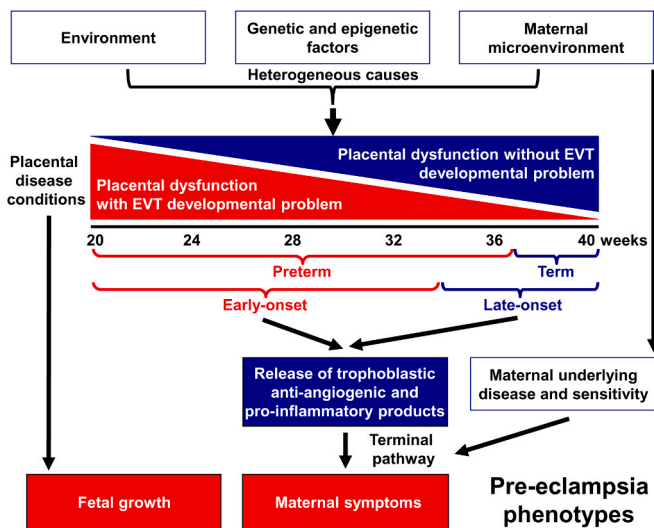 Environment
Genetic and epigenetic
factors
Maternal
microenvironment
Heterogeneous causes
Placental
disease
conditions
Placental dysfunction without EVT
developmental problem
Placental dysfunction
with EVT developmental problem
20 24 28 32 36 40 weeks
Preterm
Term
Early-onset
Late-onset
Release of trophoblastic
anti-angiogenic and
pro-inflammatory products
Maternal underlying
disease and sensitivity
Terminal
pathway
Fetal growth
Maternal symptoms
Pre-eclampsia
phenotypes